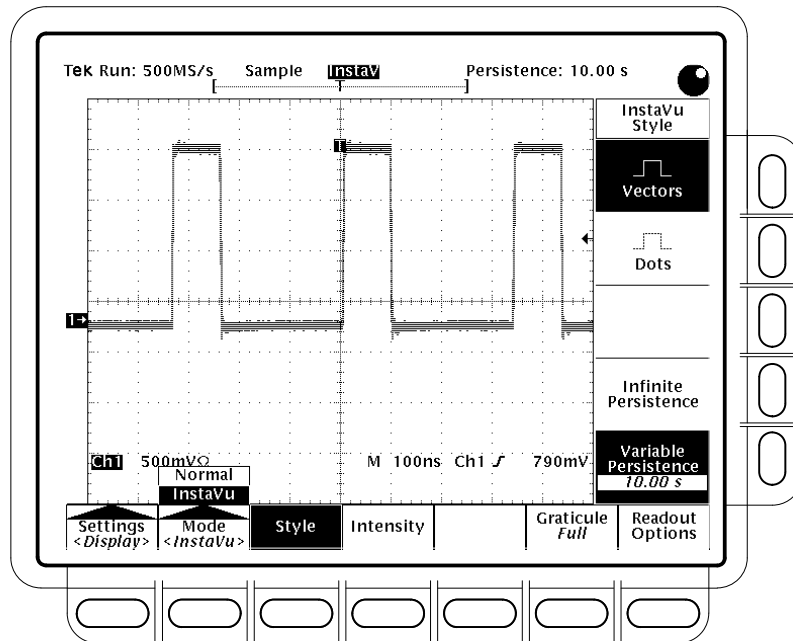 Tek Run: 500MS/s Sample InstaV Persistence: 10.00 s
T
T
1→
InstaVu
Style
Vectors
Dots
Infinite
Persistence
Variable
Persistence
10.00 s
Ch1 500mVΩ M 100ns Ch1 ƒ 790mV
Normal
InstaVu
Settings
<Display>
Mode
<InstaVu>
Style
Intensity
Graticule
Full
Readout
Options